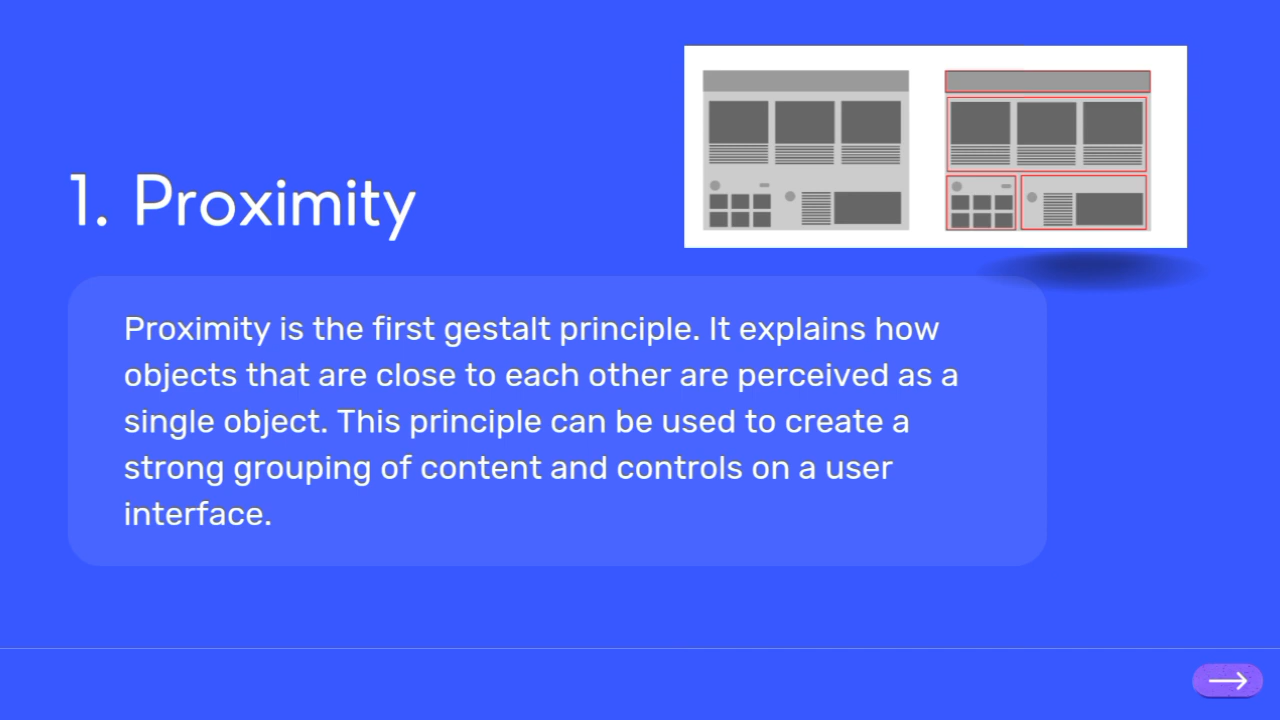 1. Proximity
Proximity is the first gestalt principle. It explains how
objects that are close to each other are perceived as a
single object. This principle can be used to create a
strong grouping of content and controls on a user
interface.